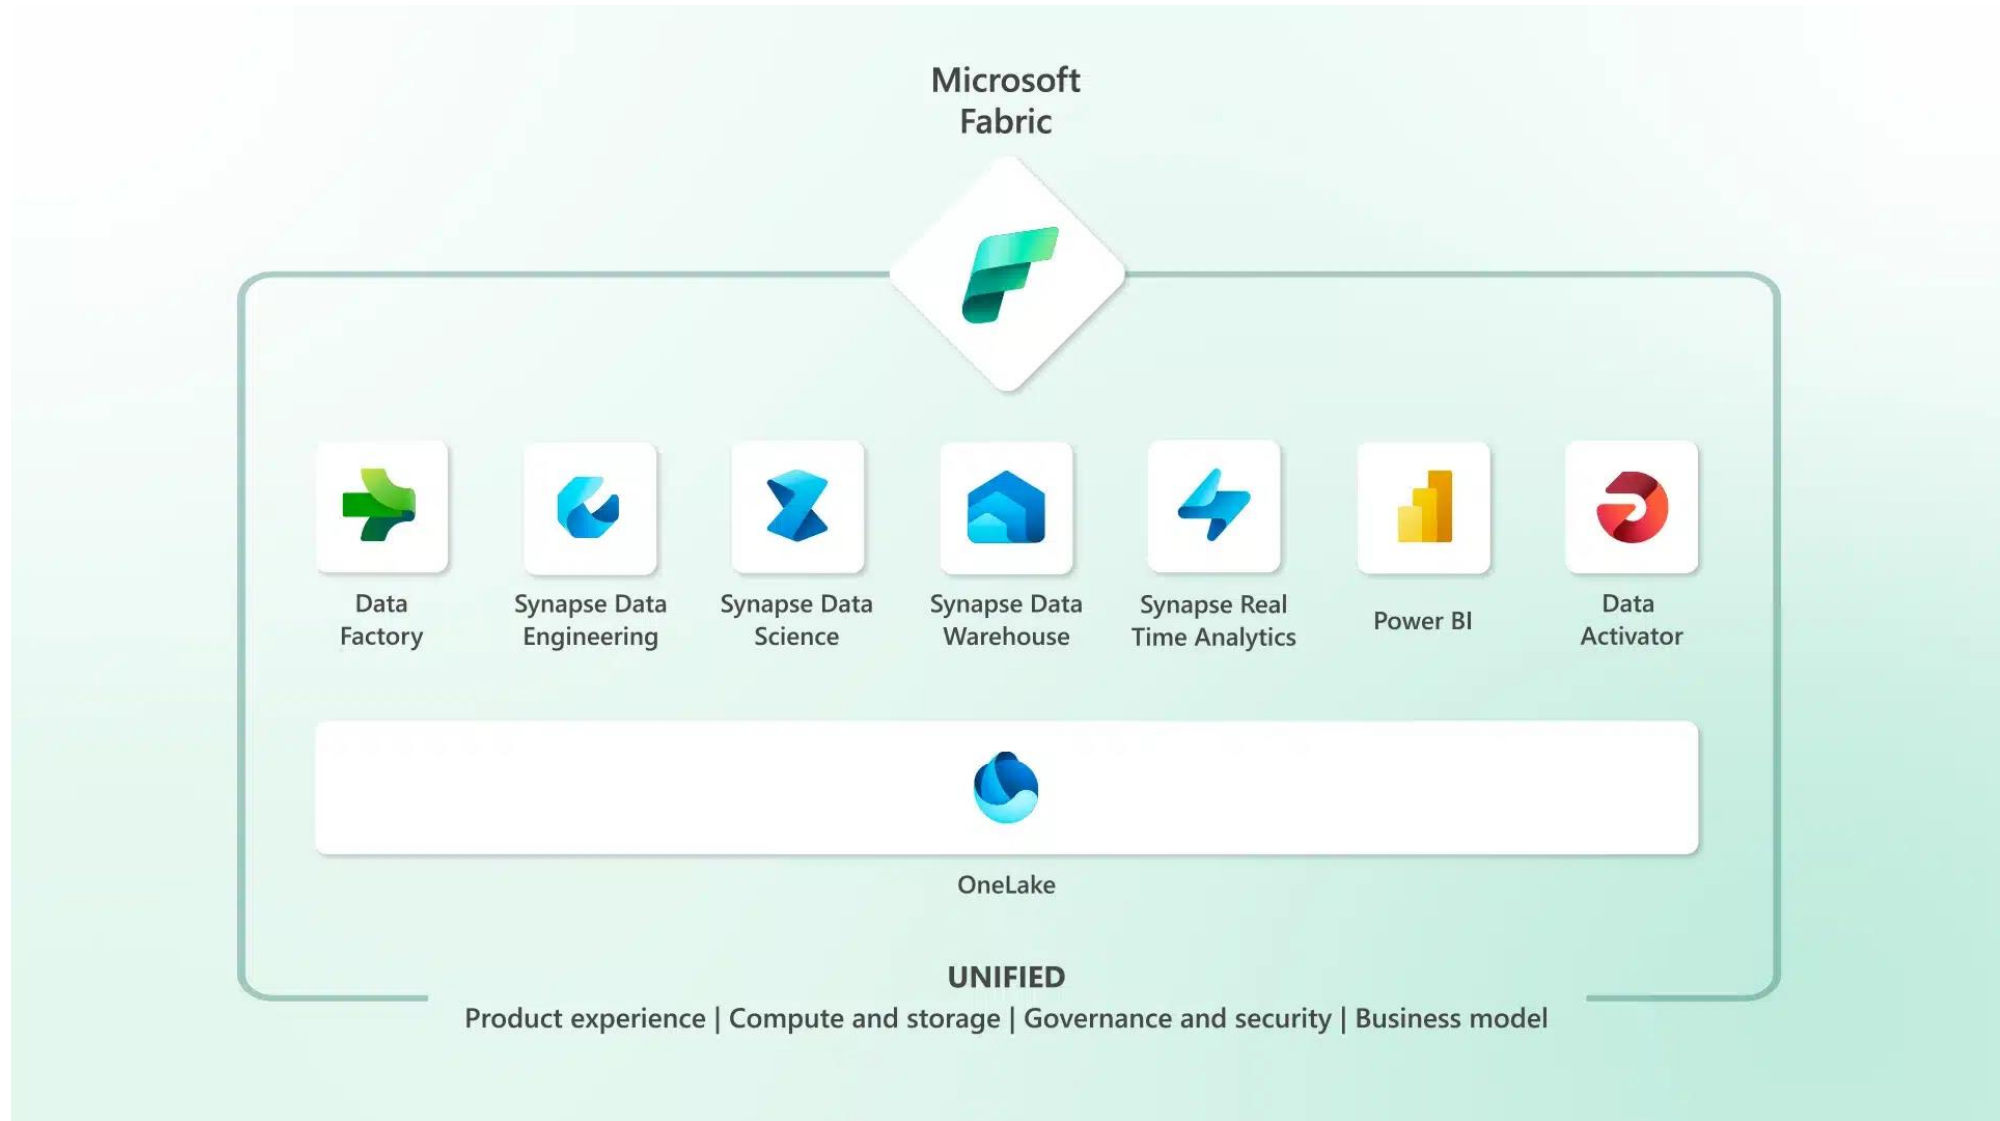 Microsoft
Fabric
Data
Factory
Synapse Data
Engineering
Synapse Data
Science
Synapse Data
Warehouse
Synapse Real
Time Analytics
Power BI
Data
Activator
OneLake
UNIFIED
Product experience | Compute and storage | Governance and security | Business model